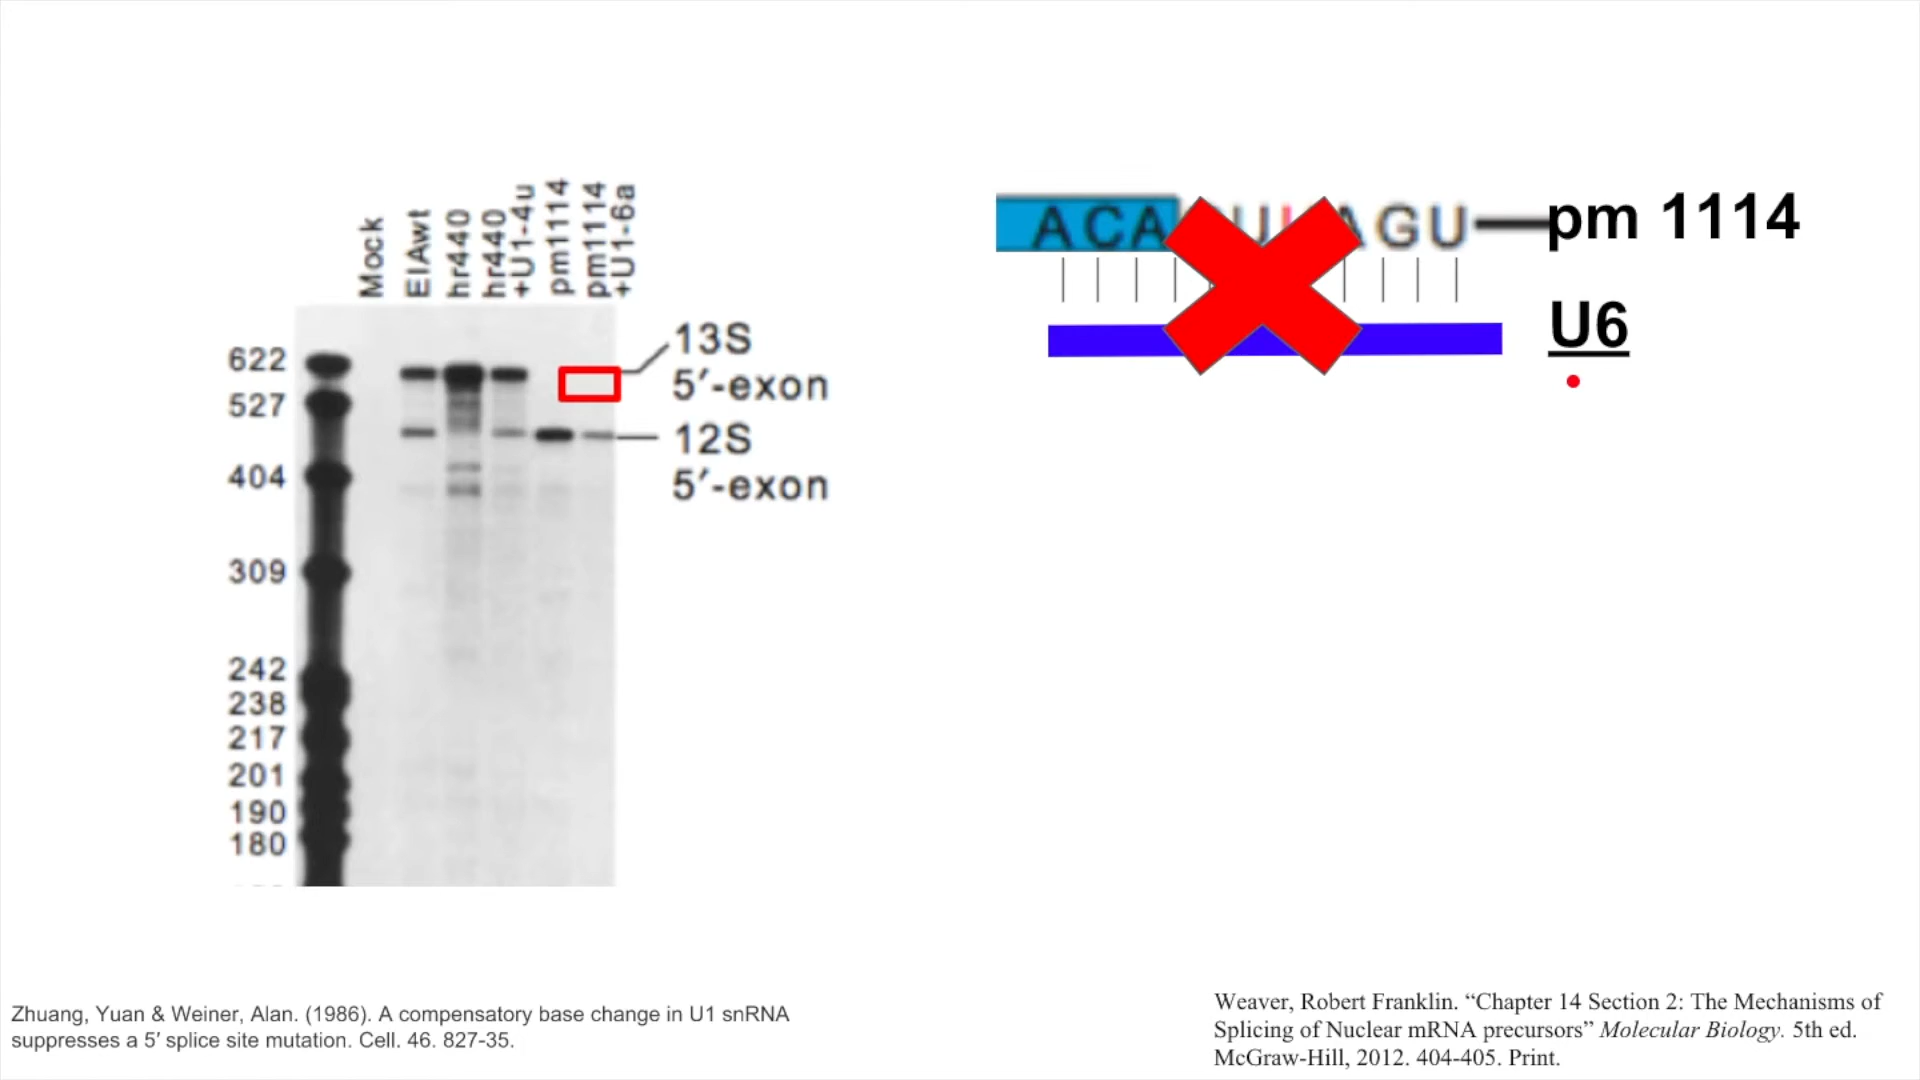 Mock
EIAwt
hr440
hr440
+U1-4u
pm1114
pm1114
+U1-6a
622
527
404
309
242
238
217
201
190
180
13S
5′-exon
12S
5′-exon
ACA U AGU
pm 1114
U6
Zhuang, Yuan & Weiner, Alan. (1986). A compensatory base change in U1 snRNA
suppresses a 5′ splice site mutation. Cell. 46. 827-35.
Weaver, Robert Franklin. “Chapter 14 Section 2: The Mechanisms of
Splicing of Nuclear mRNA precursors” Molecular Biology. 5th ed.
McGraw-Hill, 2012. 404-405. Print.